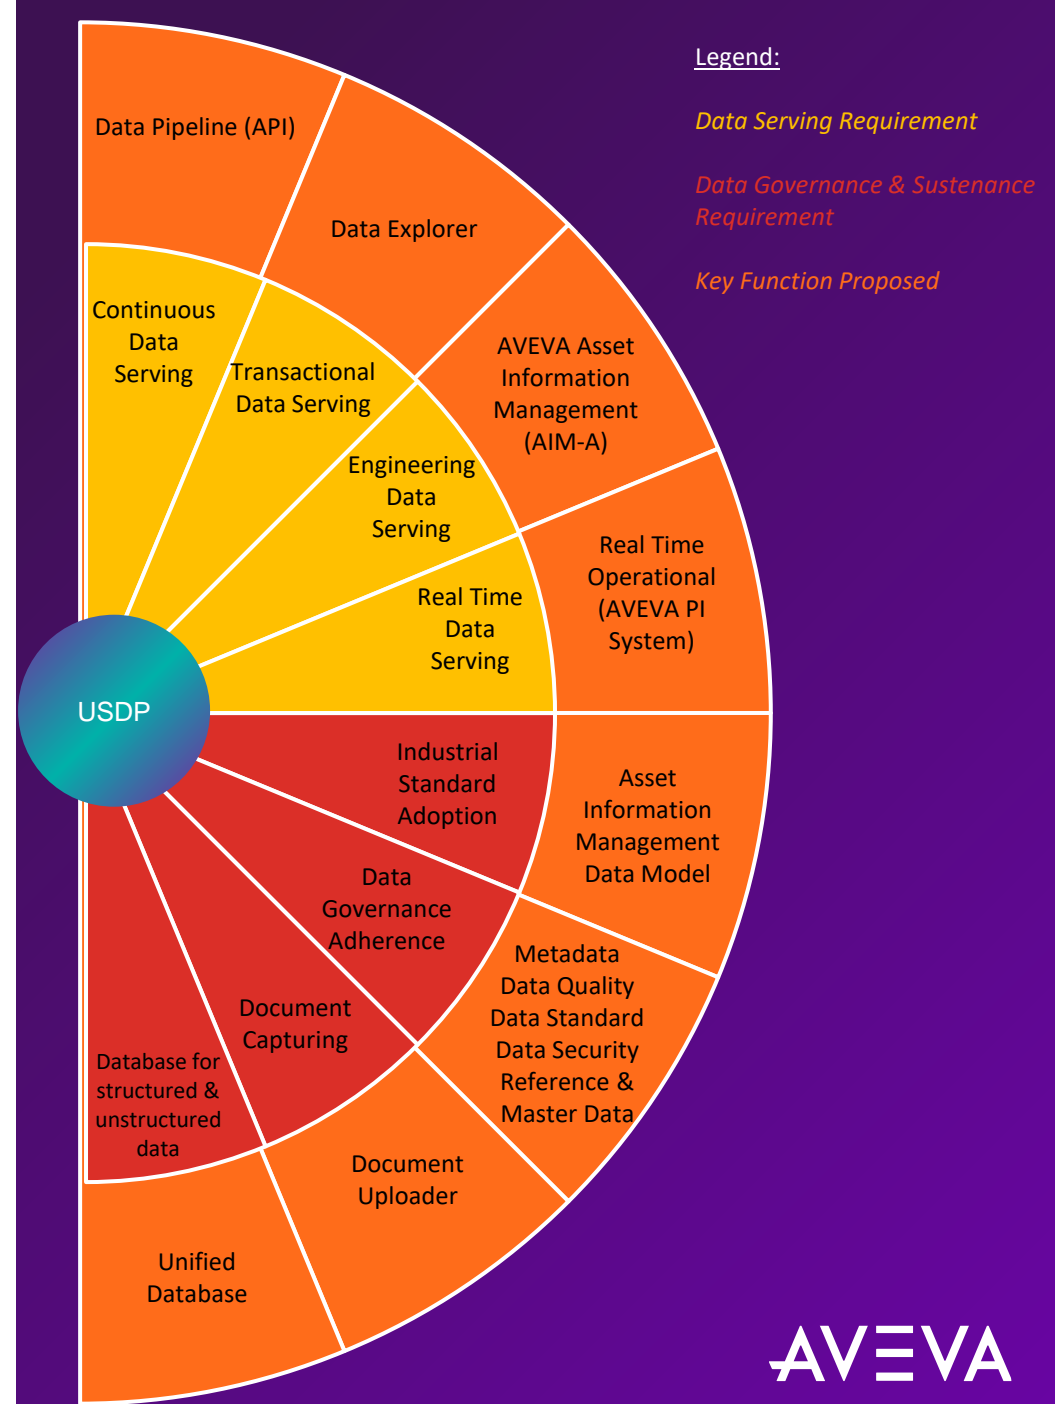 Legend:
Data Serving Requirement
Data Governance & Sustenance
Requirement
Key Function Proposed
Data Pipeline (API)
Data Explorer
AVEVA Asset
Information
Management
(AIM-A)
Real Time
Operational
(AVEVA PI
System)
Asset
Information
Management
Data Model
Metadata
Data Quality
Data Standard
Data Security
Reference &
Master Data
Document
Uploader
Unified
Database
Continuous
Data
Serving
Transactional
Data Serving
Engineering
Data
Serving
Real Time
Data
Serving
Industrial
Standard
Adoption
Data
Governance
Adherence
Document
Capturing
Database for
structured &
unstructured
data
USDP
AVEVA